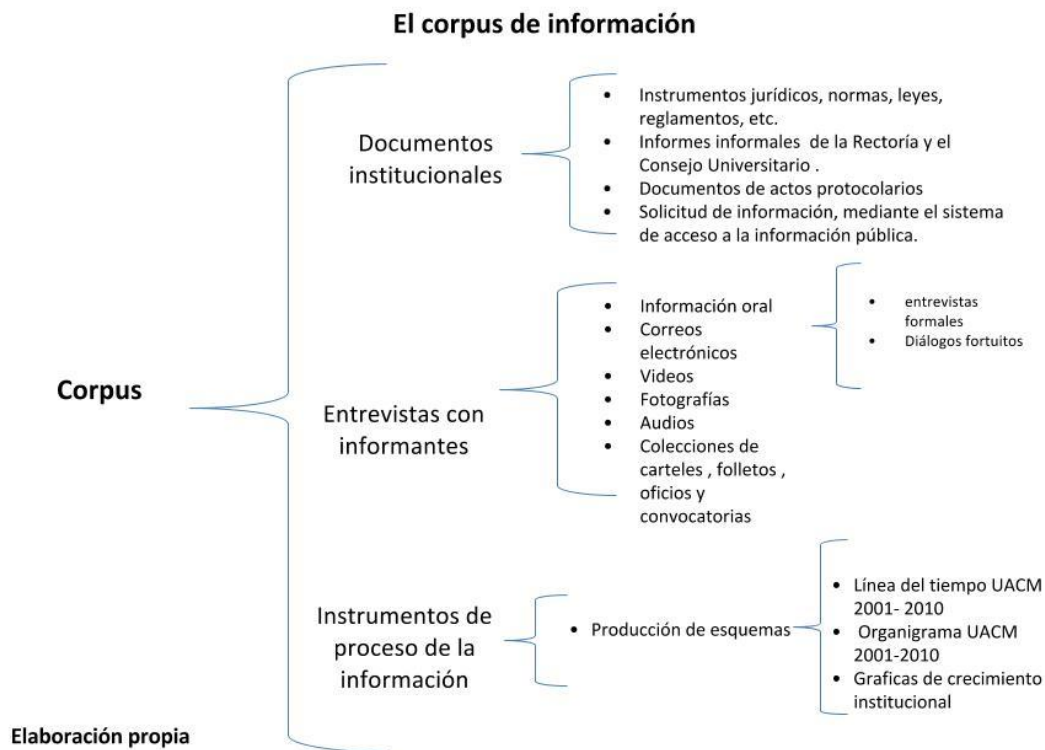 El corpus de información
Documentos
institucionales
• Instrumentos jurídicos, normas, leyes,
reglamentos, etc.
• Informes informales de la Rectoría y el
Consejo Universitario .
• Documentos de actos protocolarios
• Solicitud de información, mediante el sistema
de acceso a la información pública.
Corpus
Entrevistas con
informantes
• Información oral
• Correos
electrónicos
• Videos
• Fotografías
• Audios
• Colecciones de
carteles , folletos ,
oficios y
convocatorias
• entrevistas
formales
• Diálogos fortuitos
Instrumentos de
proceso de la
información
• Producción de esquemas
• Línea del tiempo UACM
2001- 2010
• Organigrama UACM
2001-2010
• Graficas de crecimiento
institucional
Elaboración propia